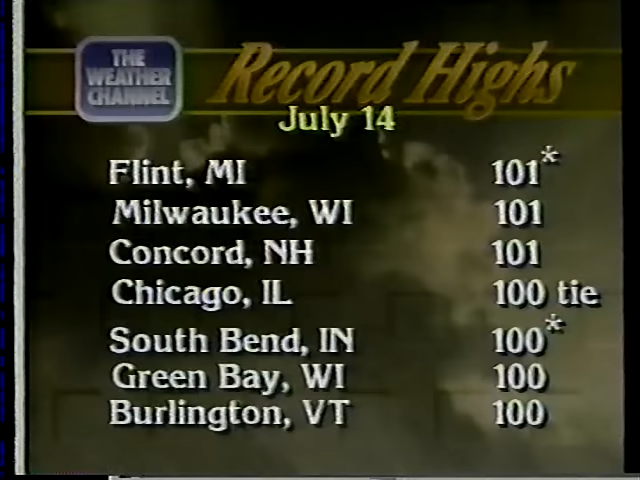 THE
WEATHER
CHANNEL
Record Highs
July 14
Flint, MI 101*
Milwaukee, WI 101
Concord, NH 101
Chicago, IL 100 tie
South Bend, IN 100*
Green Bay, WI 100
Burlington, VT 100